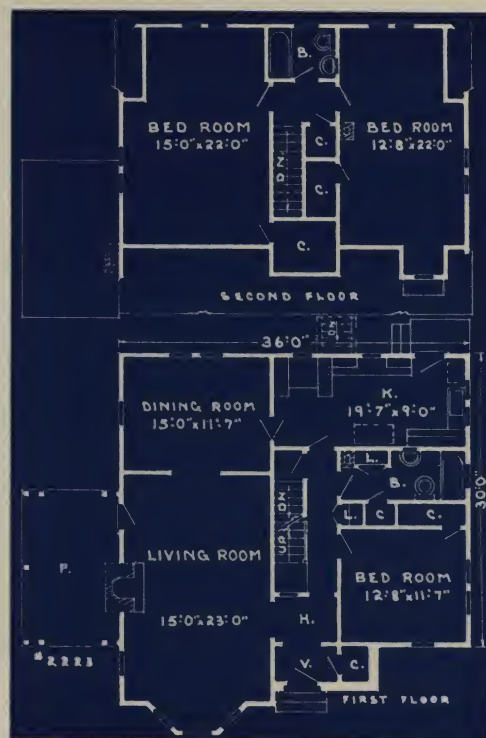 B.
BED ROOM
15'0"x22'0"
BED ROOM
12'8"x22'0"
C.
DN.
C.
C.
SECOND FLOOR
DN
36'0"
K.
19'7"x9'0"
DINING ROOM
15'0"x11'7"
L.
B.
DN.
UP.
L.
C.
C.
30'0"
P.
LIVING ROOM
15'0"x23'0"
BED ROOM
12'8"x11'7"
H.
V.
C.
#2223
FIRST FLOOR